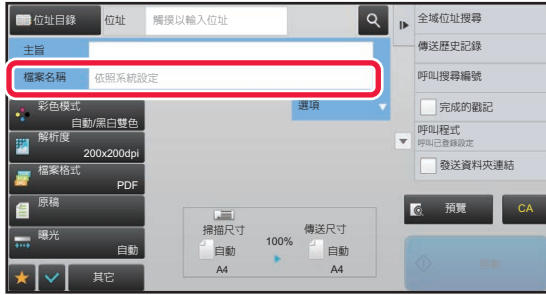 位址目錄
位址
觸摸以輸入位址
主旨
檔案名稱
依照系統設定
彩色模式
自動/黑白雙色
選項
解析度
200x200dpi
檔案格式
PDF
原稿
曝光
自動
其它
掃描尺寸
自動
A4
100%
傳送尺寸
自動
A4
全域位址搜尋
傳送歷史記錄
呼叫搜尋編號
完成的戳記
呼叫程式
呼叫已登錄設定
發送資料夾連結
預覽
CA